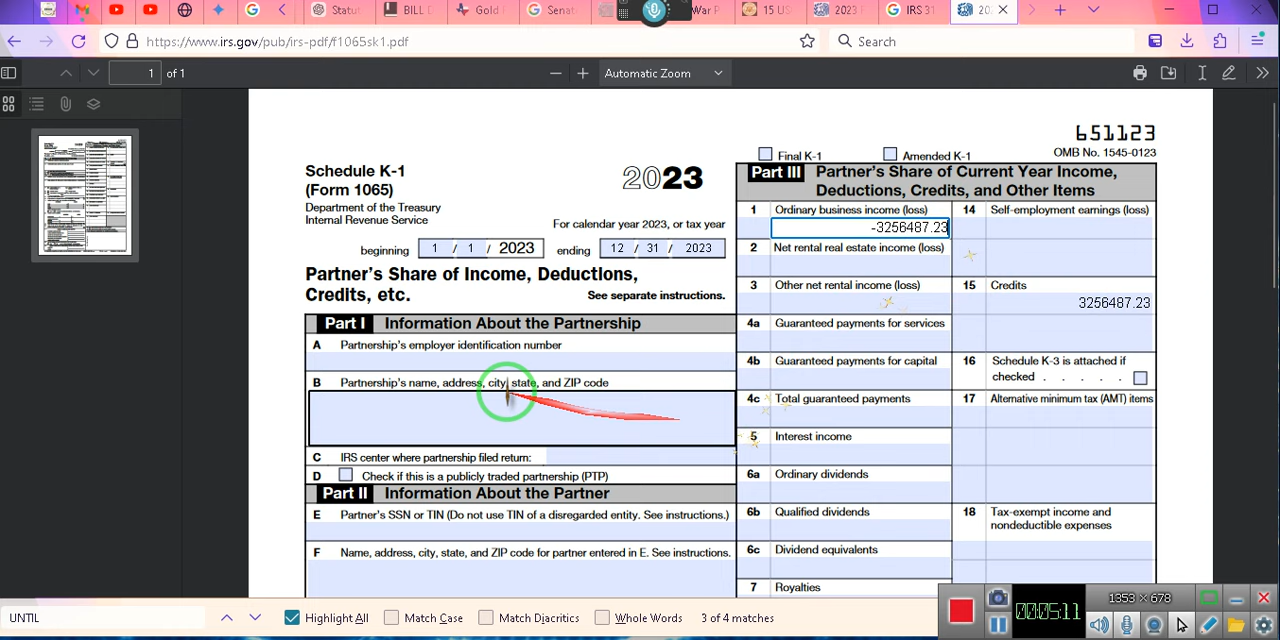 Statut
BILL D
Gold
Senat
War P
15 US
2023
IRS 31
20
https://www.irs.gov/pub/irs-pdf/f1065sk1.pdf
Search
1 of 1
Automatic Zoom
651123
Final K-1
Amended K-1
OMB No. 1545-0123
Schedule K-1
(Form 1065)
2023
Department of the Treasury
Internal Revenue Service
For calendar year 2023, or tax year
beginning 1 / 1 / 2023 ending 12 / 31 / 2023
Partner's Share of Income, Deductions,
Credits, etc.
See separate instructions.
Part I Information About the Partnership
A Partnership's employer identification number
B Partnership's name, address, city, state, and ZIP code
C IRS center where partnership filed return:
D Check if this is a publicly traded partnership (PTP)
Part II Information About the Partner
E Partner's SSN or TIN (Do not use TIN of a disregarded entity. See instructions.)
F Name, address, city, state, and ZIP code for partner entered in E. See instructions.
Part III Partner's Share of Current Year Income,
Deductions, Credits, and Other Items
1 Ordinary business income (loss)
-3256487.23
2 Net rental real estate income (loss)
3 Other net rental income (loss)
4a Guaranteed payments for services
4b Guaranteed payments for capital
4c Total guaranteed payments
5 Interest income
6a Ordinary dividends
6b Qualified dividends
6c Dividend equivalents
7 Royalties
14 Self-employment earnings (loss)
15 Credits
3256487.23
16 Schedule K-3 is attached if
checked . . . . .
17 Alternative minimum tax (AMT) items
18 Tax-exempt income and
nondeductible expenses
UNTIL
Highlight All
Match Case
Match Diacritics
Whole Words
3 of 4 matches
00:05:11
1353 × 678